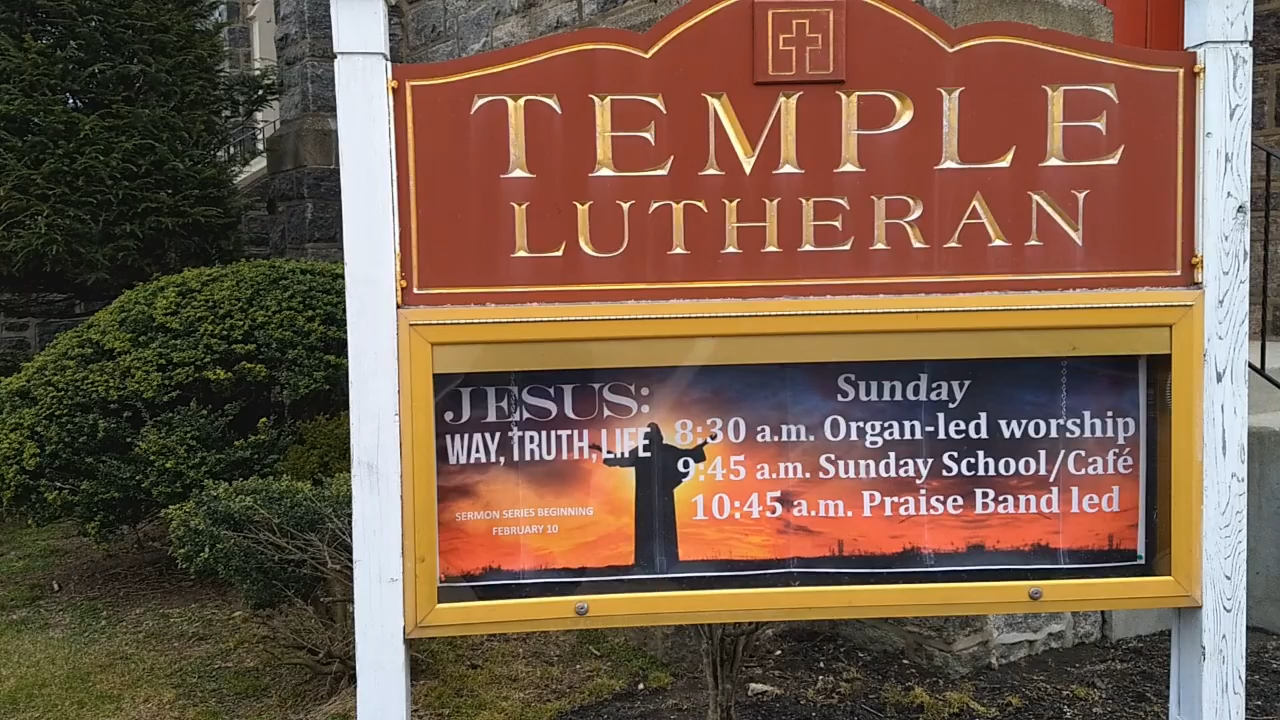 TEMPLE
LUTHERAN
JESUS:
WAY, TRUTH, LIFE
SERMON SERIES BEGINNING
FEBRUARY 10
Sunday
8:30 a.m. Organ-led worship
9:45 a.m. Sunday School/Café
10:45 a.m. Praise Band led